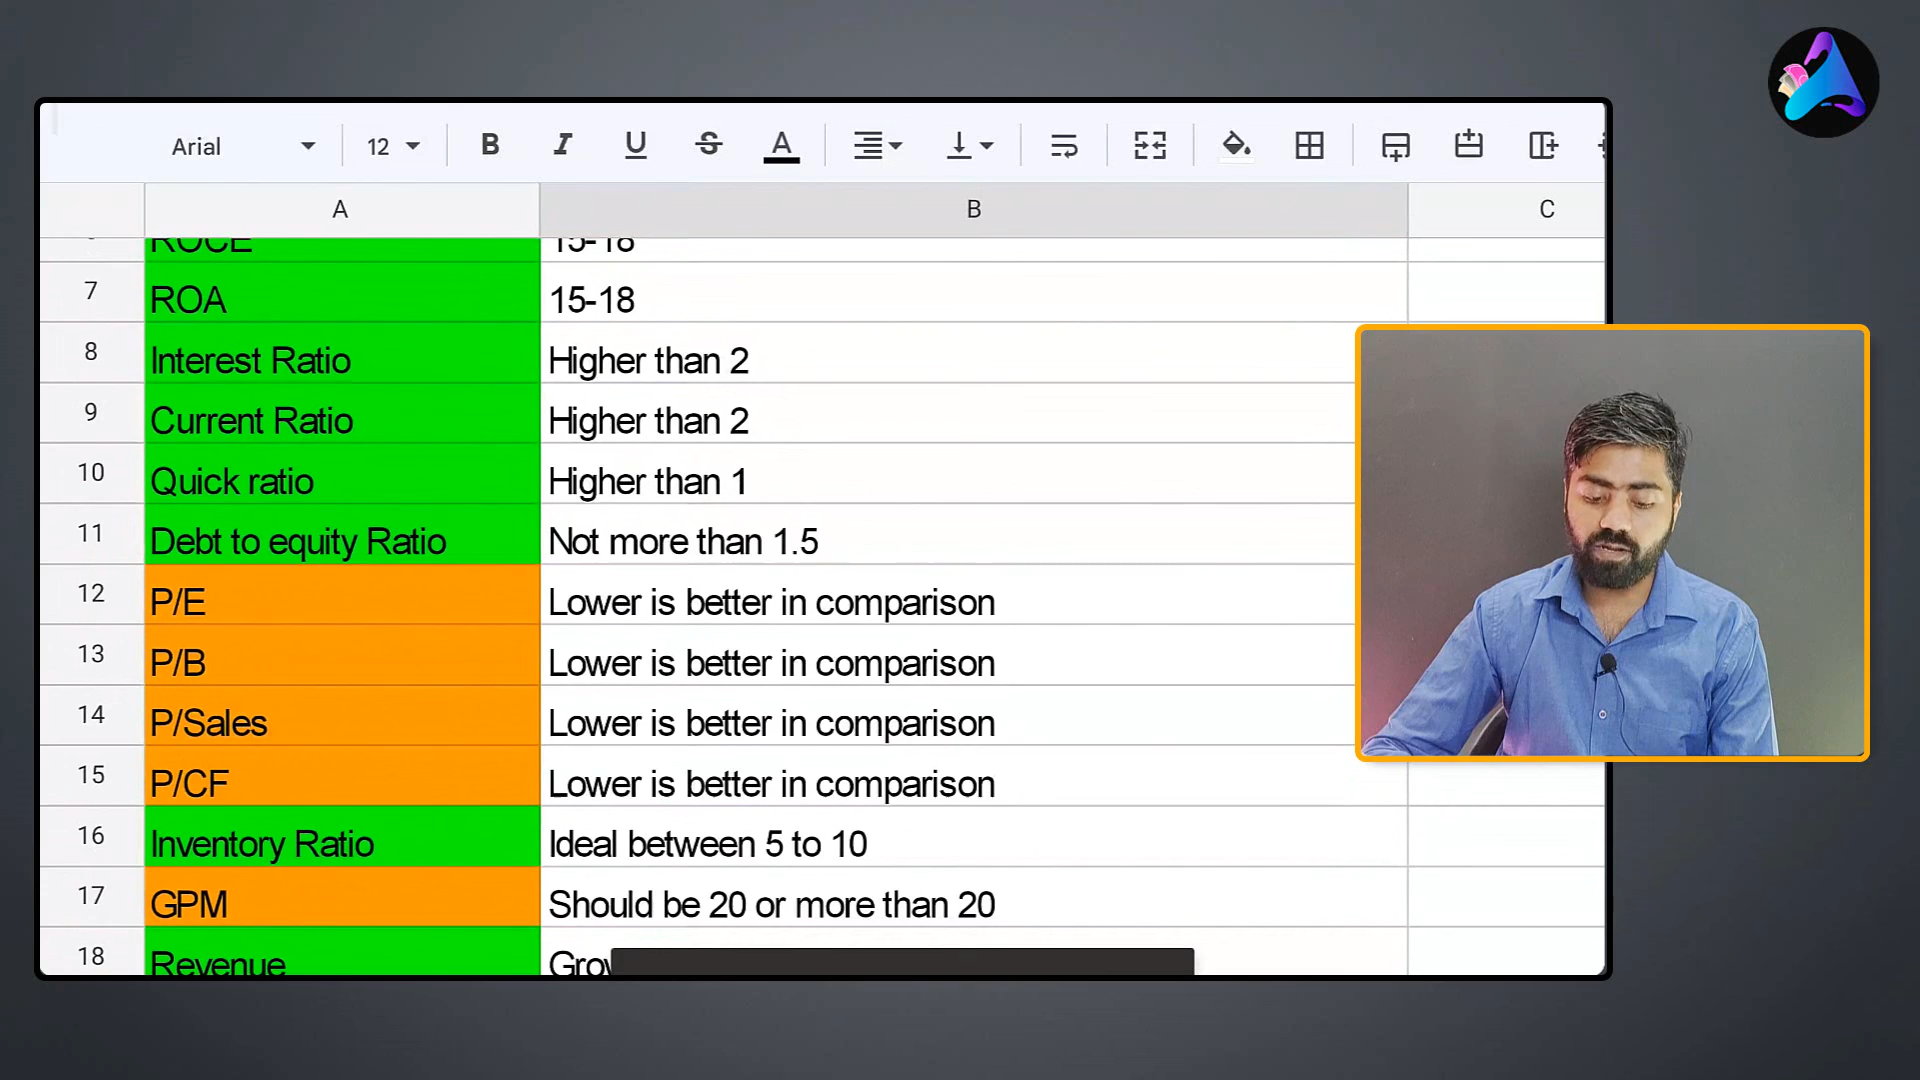 Arial 12 B I U S A
A B C
ROCE 15-18
7 ROA 15-18
8 Interest Ratio Higher than 2
9 Current Ratio Higher than 2
10 Quick ratio Higher than 1
11 Debt to equity Ratio Not more than 1.5
12 P/E Lower is better in comparison
13 P/B Lower is better in comparison
14 P/Sales Lower is better in comparison
15 P/CF Lower is better in comparison
16 Inventory Ratio Ideal between 5 to 10
17 GPM Should be 20 or more than 20
18 Revenue